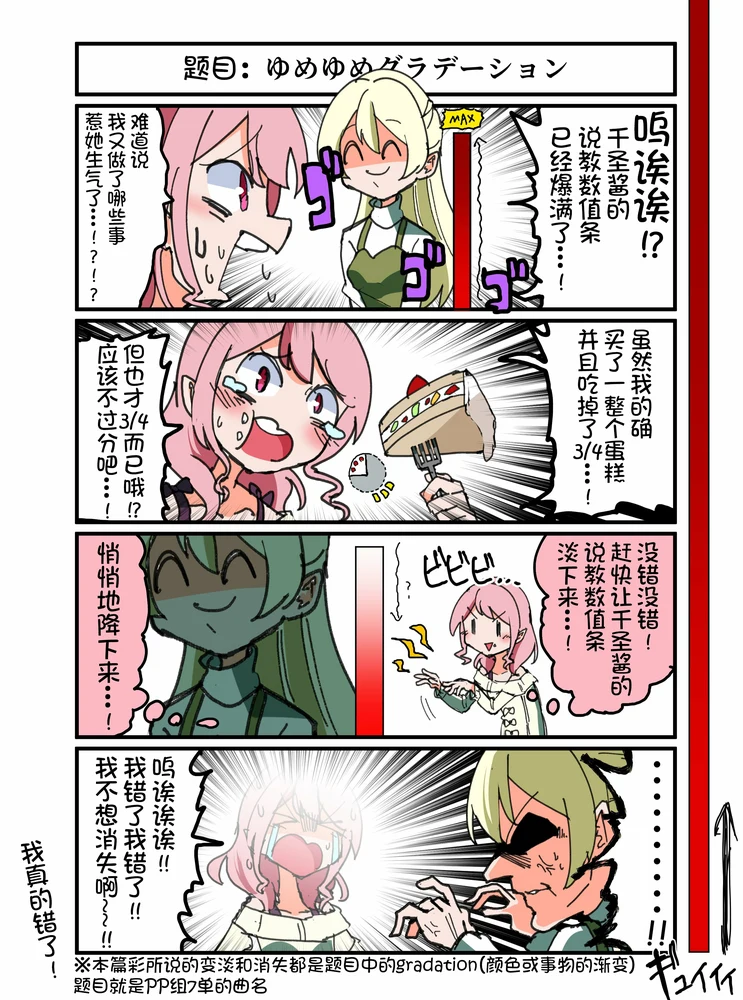 题目：ゆめゆめグラデーション
呜诶诶!?
千圣酱的
说教数值条
已经爆满了…!
MAX
ゴ
ゴ
ゴ
难道说
我又做了哪些事
惹她生气了…!?!?
虽然我的确
买了一整个蛋糕
并且吃掉了3/4
…!
但也才
3/4而已哦!?
应该不过分吧…!
没错没错!
赶快让千圣酱的
说教数值条
淡下来…!
ビビビ…
?
悄悄地降下来…!
………!!
呜诶诶诶!!
我错了我错了!!
我不想消失啊~~!!
我真的错了!
ギュイイイ
※本篇彩所说的变淡和消失都是题目中的gradation(颜色或事物的渐变)
题目就是PP组7单的曲名